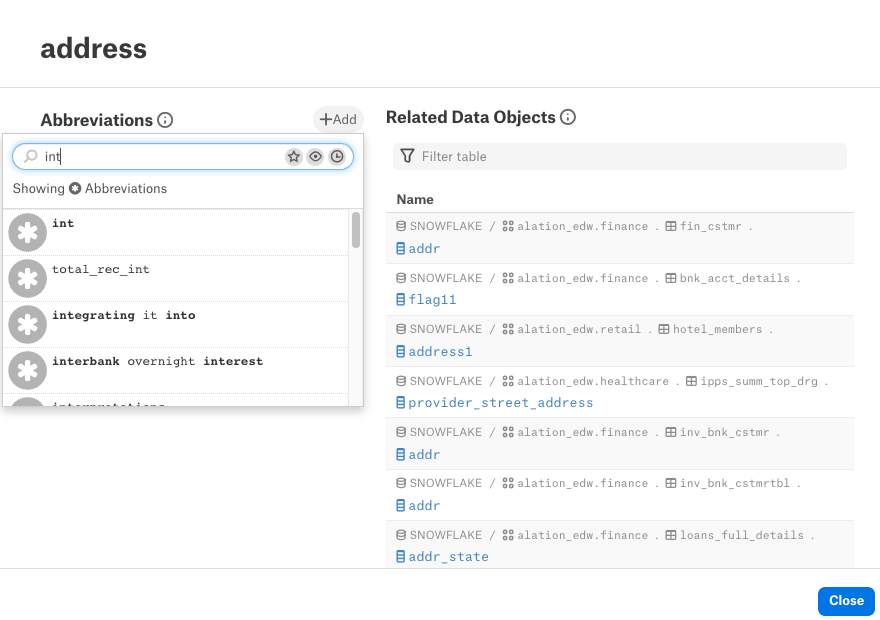 address
Abbreviations
+Add
int
Showing Abbreviations
int
total_rec_int
integrating it into
interbank overnight interest
Related Data Objects
Filter table
Name
SNOWFLAKE / alation_edw.finance . fin_cstmr .
addr
SNOWFLAKE / alation_edw.finance . bnk_acct_details .
flag11
SNOWFLAKE / alation_edw.retail . hotel_members .
address1
SNOWFLAKE / alation_edw.healthcare . ipps_summ_top_drg .
provider_street_address
SNOWFLAKE / alation_edw.finance . inv_bnk_cstmr .
addr
SNOWFLAKE / alation_edw.finance . inv_bnk_cstmrtbl .
addr
SNOWFLAKE / alation_edw.finance . loans_full_details .
addr_state
Close